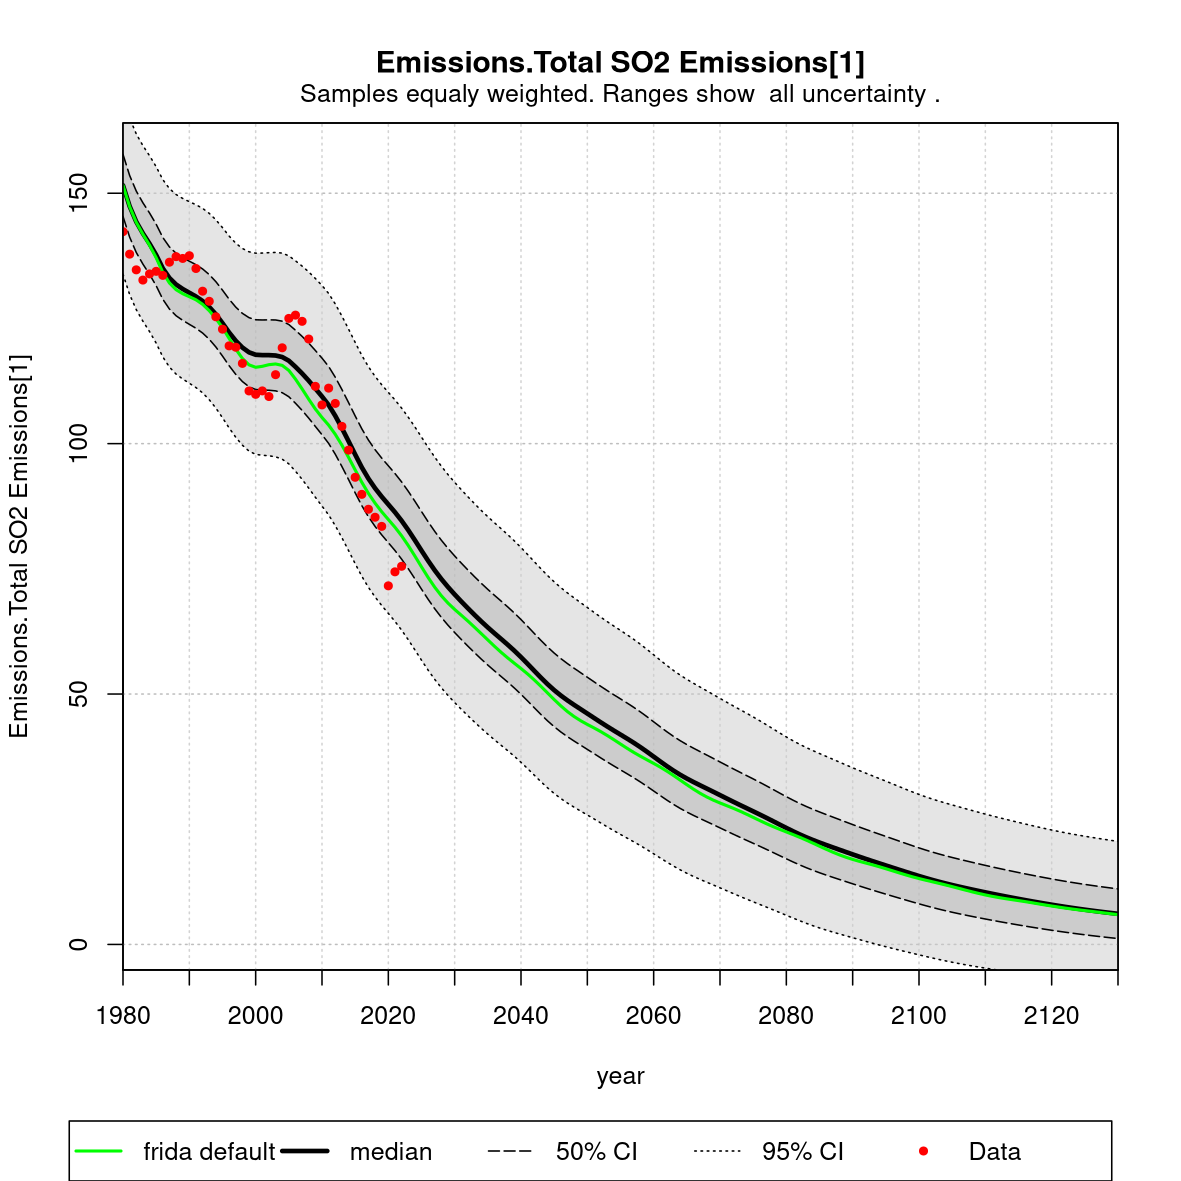 Emissions.Total SO2 Emissions[1]
Samples equaly weighted. Ranges show  all uncertainty .
Emissions.Total SO2 Emissions[1]
150
100
50
0
1980 2000 2020 2040 2060 2080 2100 2120
year
frida default median 50% CI 95% CI Data